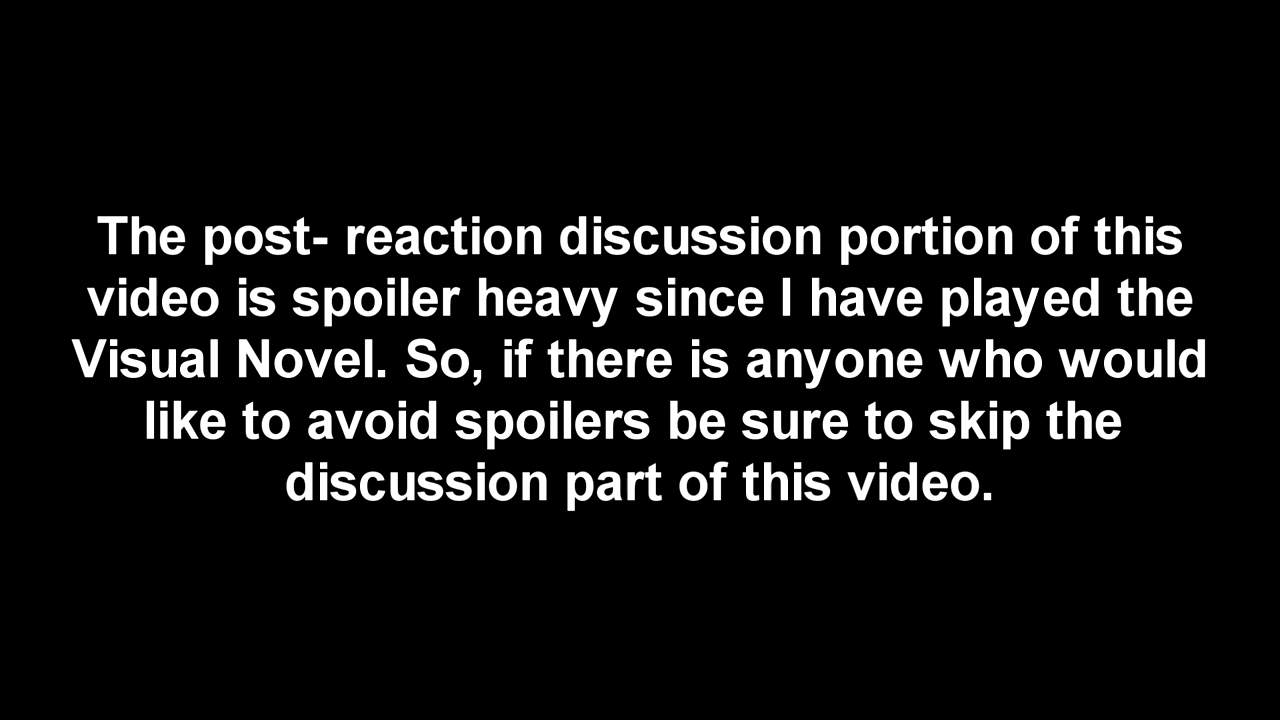 The post- reaction discussion portion of this
video is spoiler heavy since I have played the
Visual Novel. So, if there is anyone who would
like to avoid spoilers be sure to skip the
discussion part of this video.